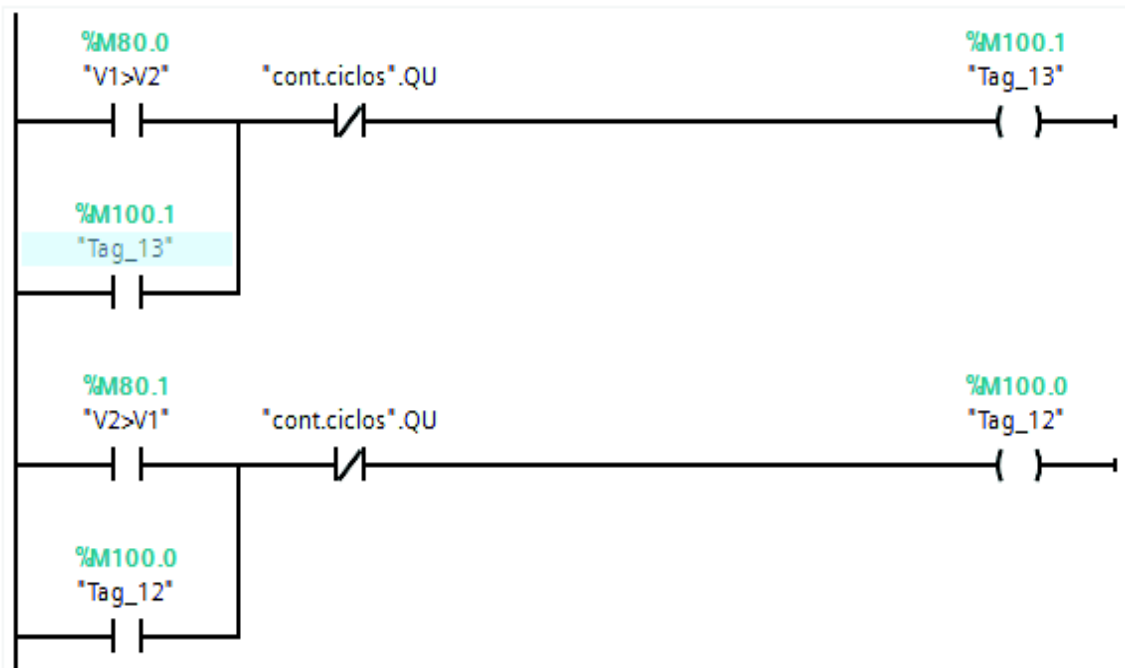 %M80.0
"V1>V2"
"cont.ciclos".QU
%M100.1
"Tag_13"
%M100.1
"Tag_13"
%M80.1
"V2>V1"
"cont.ciclos".QU
%M100.0
"Tag_12"
%M100.0
"Tag_12"